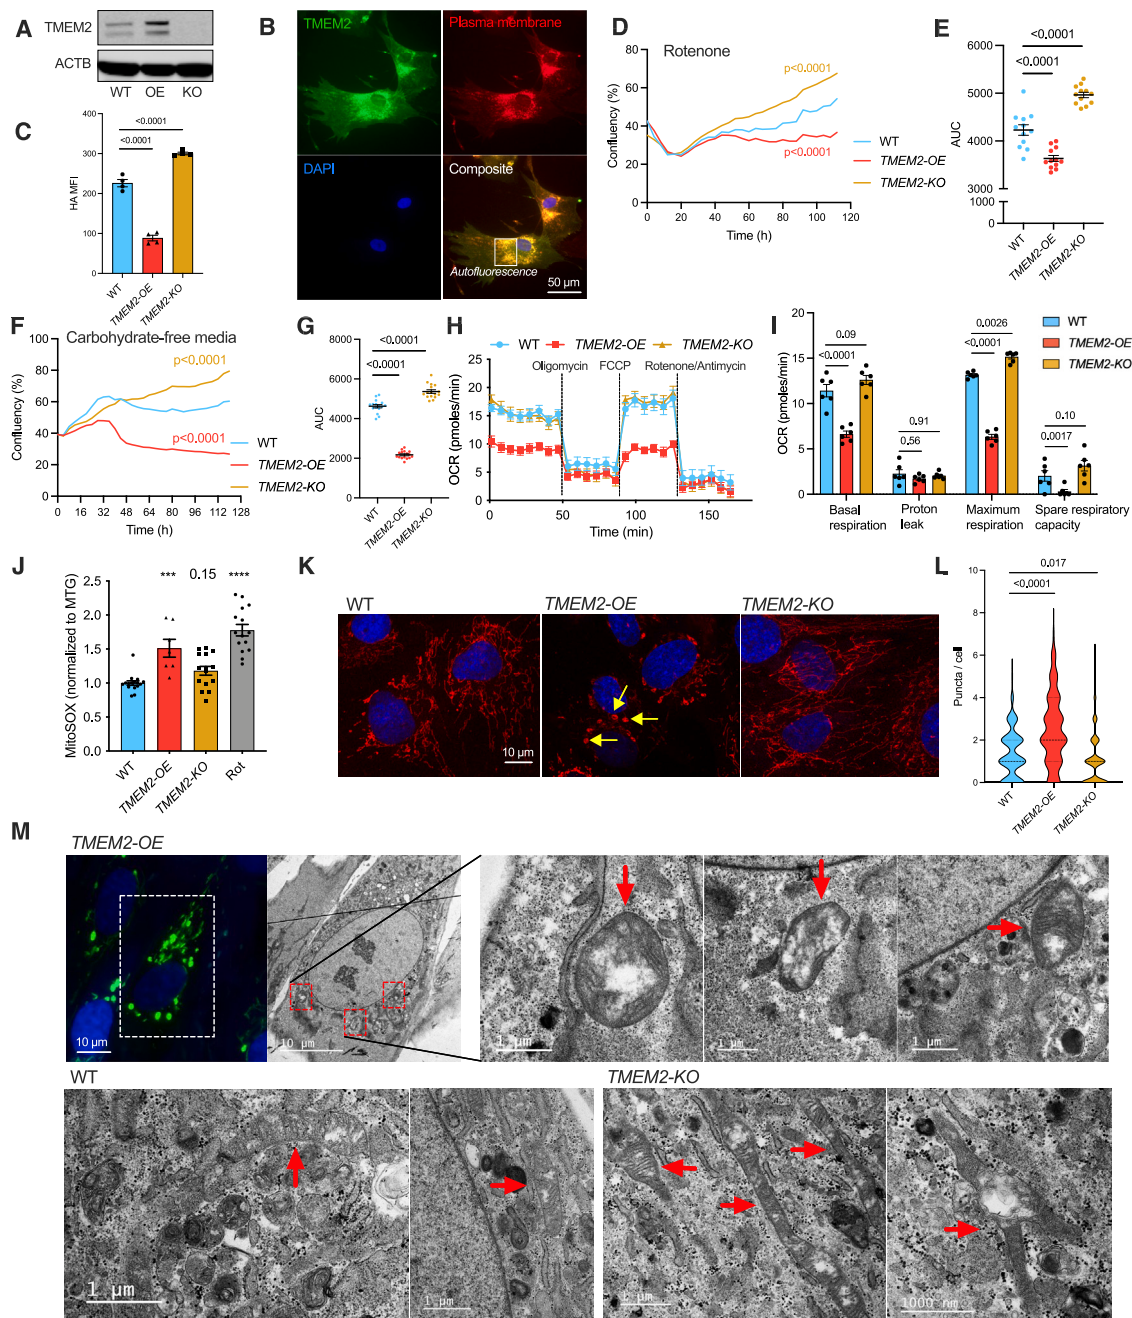 A
TMEM2
ACTB
WT OE KO
B
TMEM2
Plasma membrane
DAPI
Composite
Autofluorescence
50 µm
C
<0.0001
<0.0001
HA MFI
400
300
200
100
0
WT
TMEM2-OE
TMEM2-KO
D
Rotenone
Confluency (%)
80
60
40
20
0
0 20 40 60 80 100 120
Time (h)
p<0.0001
p<0.0001
WT
TMEM2-OE
TMEM2-KO
E
<0.0001
<0.0001
AUC
6000
5000
4000
3000
1000
0
WT
TMEM2-OE
TMEM2-KO
F
Carbohydrate-free media
Confluency (%)
100
80
60
40
20
0
0 16 32 48 64 80 96 112 128
Time (h)
p<0.0001
p<0.0001
WT
TMEM2-OE
TMEM2-KO
G
<0.0001
<0.0001
AUC
8000
6000
4000
2000
0
WT
TMEM2-OE
TMEM2-KO
H
WT TMEM2-OE TMEM2-KO
Oligomycin FCCP Rotenone/Antimycin
OCR (pmoles/min)
25
20
15
10
5
0
0 50 100 150
Time (min)
I
WT
TMEM2-OE
TMEM2-KO
OCR (pmoles/min)
20
15
10
5
0
0.09
<0.0001
0.91
0.56
0.0026
<0.0001
0.10
0.0017
Basal respiration
Proton leak
Maximum respiration
Spare respiratory capacity
J
MitoSOX (normalized to MTG)
2.5
2.0
1.5
1.0
0.5
0.0
*** 0.15 ****
WT
TMEM2-OE
TMEM2-KO
Rot
K
WT
TMEM2-OE
TMEM2-KO
10 µm
L
0.017
<0.0001
Puncta / cell
10
8
6
4
2
0
WT
TMEM2-OE
TMEM2-KO
M
TMEM2-OE
10 µm
10 µm
1 µm
1 µm
1 µm
WT
1 µm
1 µm
TMEM2-KO
1 µm
1000 nm